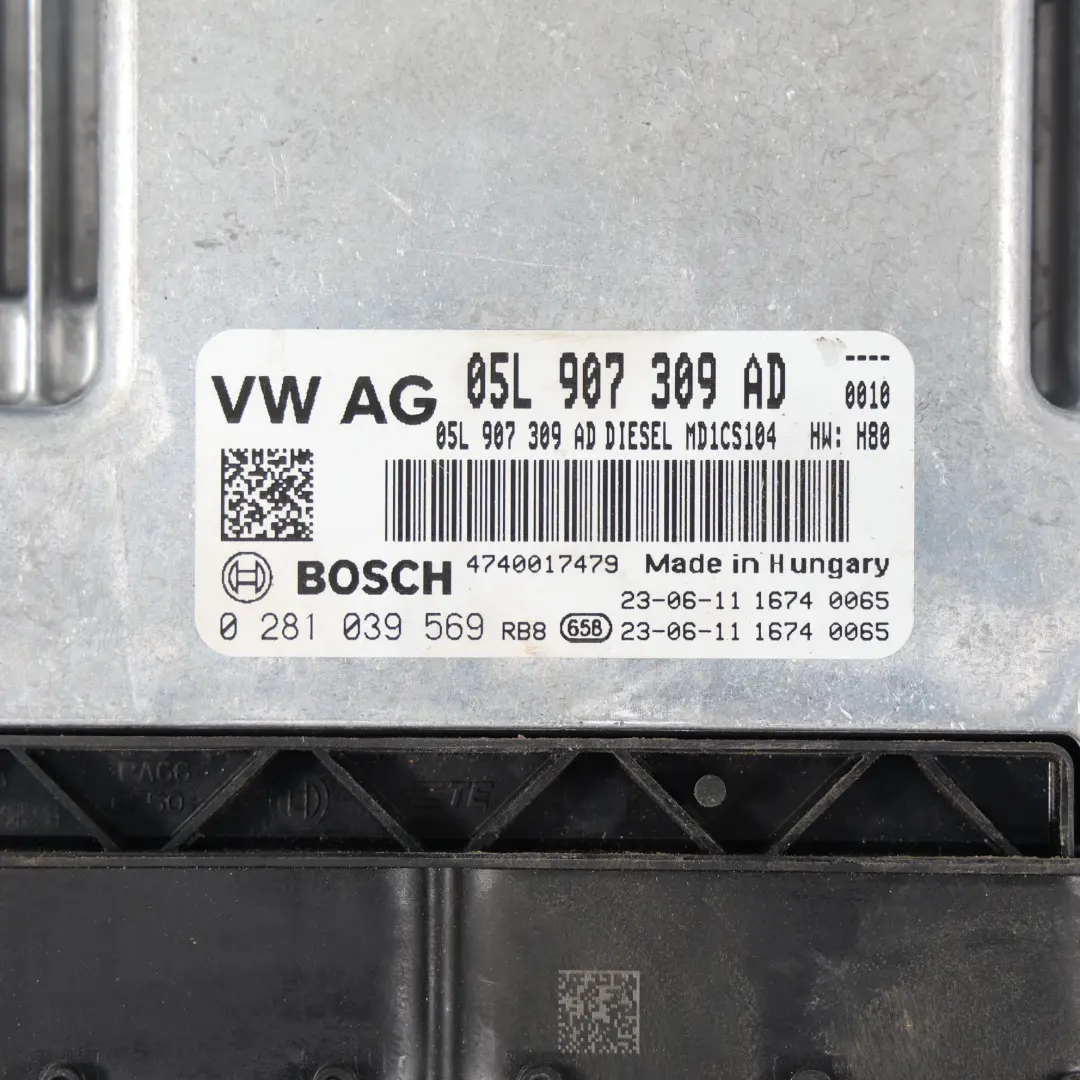 VW AG 05L 907 309 AD ----
0010
05L 907 309 AD DIESEL MD1CS104 HW: H80
BOSCH 4740017479 Made in Hungary
23-06-11 1674 0065
0 281 039 569 RB8 658 23-06-11 1674 0065
PA66